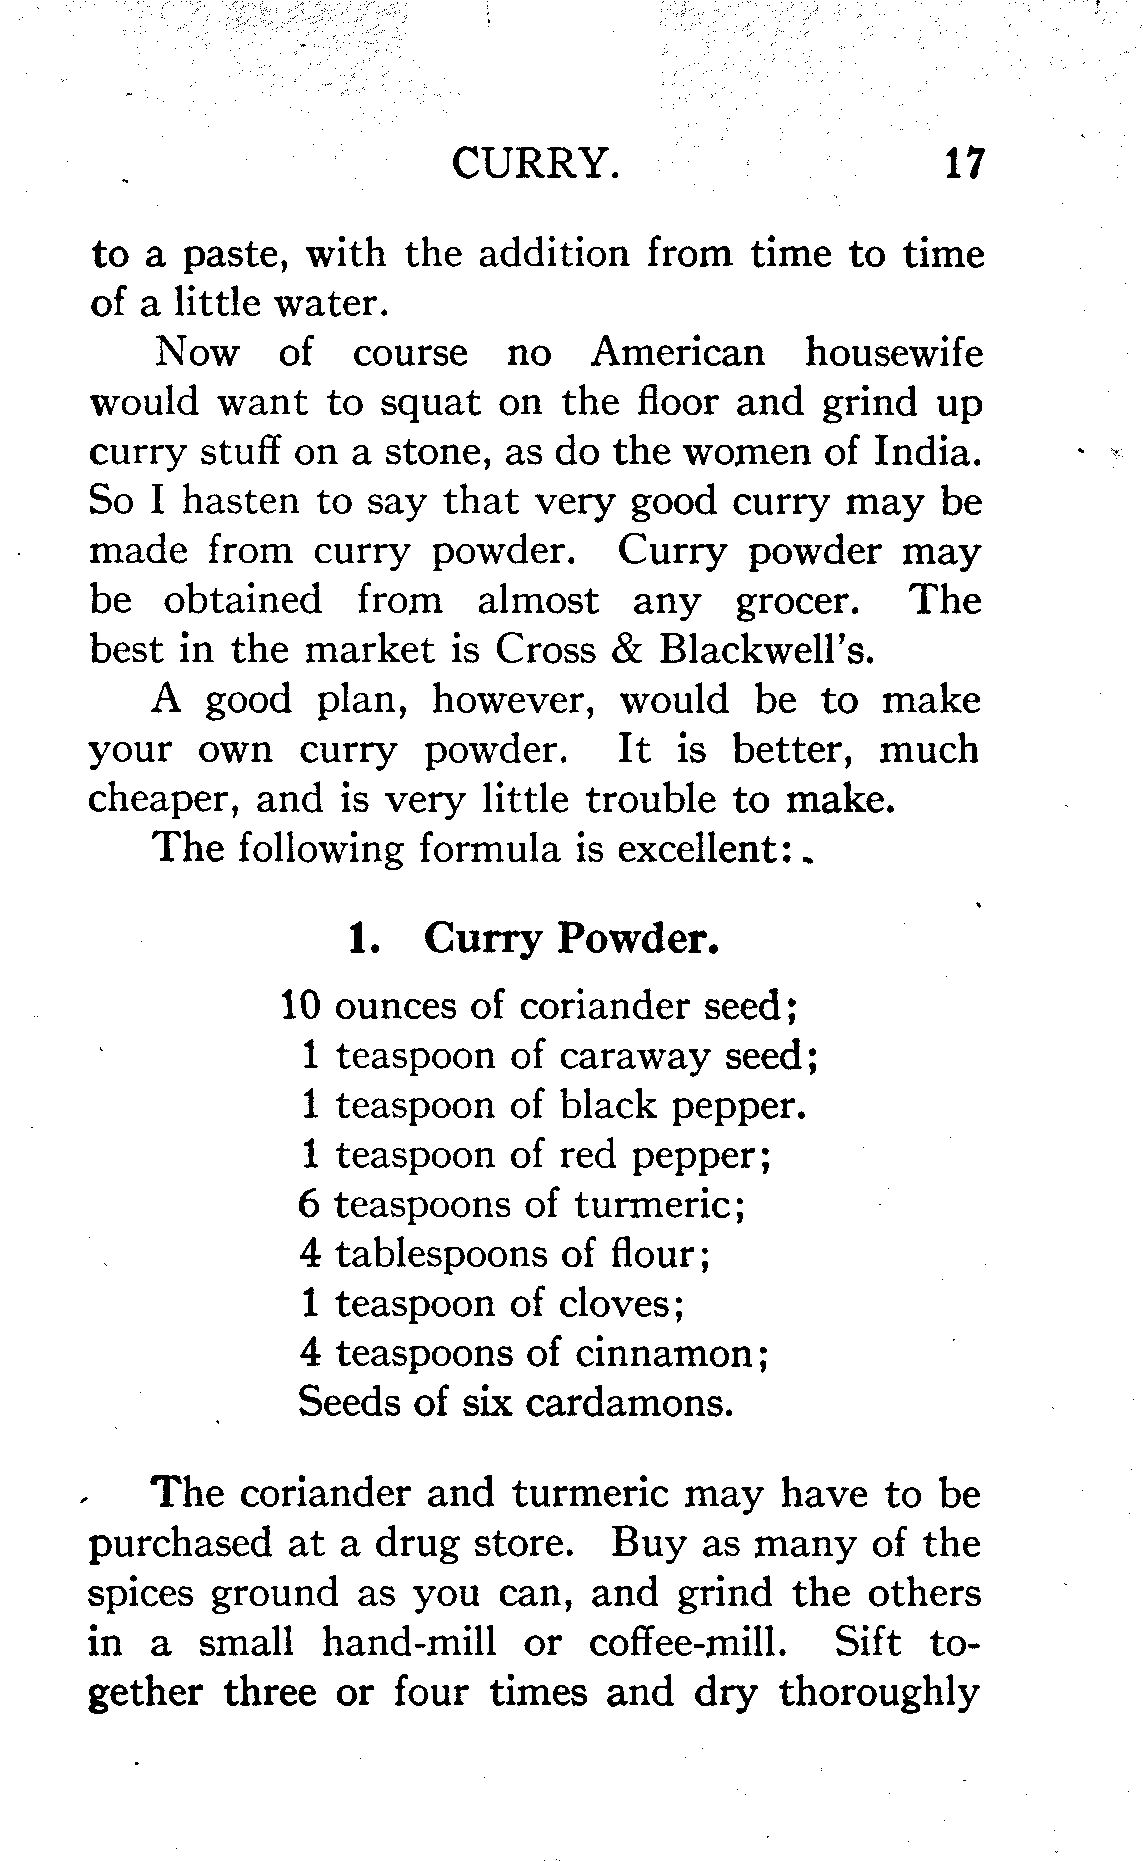 CURRY. 17
to a paste, with the addition from time to time
of a little water.
Now of course no American housewife
would want to squat on the floor and grind up
curry stuff on a stone, as do the women of India.
So I hasten to say that very good curry may be
made from curry powder. Curry powder may
be obtained from almost any grocer. The
best in the market is Cross & Blackwell's.
A good plan, however, would be to make
your own curry powder. It is better, much
cheaper, and is very little trouble to make.
The following formula is excellent:
1. Curry Powder.
10 ounces of coriander seed;
1 teaspoon of caraway seed;
1 teaspoon of black pepper.
1 teaspoon of red pepper;
6 teaspoons of turmeric;
4 tablespoons of flour;
1 teaspoon of cloves;
4 teaspoons of cinnamon;
Seeds of six cardamons.
The coriander and turmeric may have to be
purchased at a drug store. Buy as many of the
spices ground as you can, and grind the others
in a small hand-mill or coffee-mill. Sift to-
gether three or four times and dry thoroughly